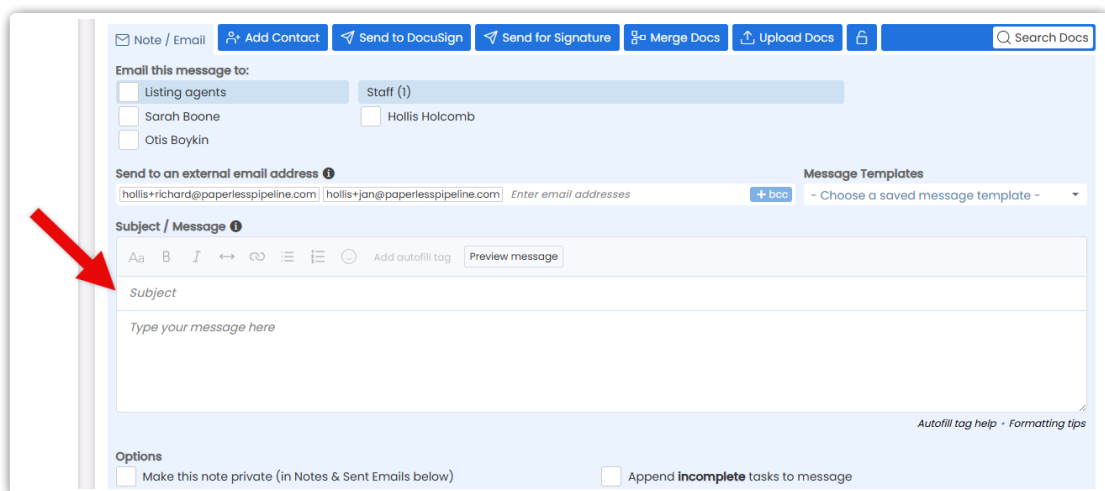 Note / Email Add Contact Send to DocuSign Send for Signature Merge Docs Upload Docs Search Docs
Email this message to:
Listing agents Staff (1)
Sarah Boone Hollis Holcomb
Otis Boykin
Send to an external email address Message Templates
hollis+richard@paperlesspipeline.com hollis+jan@paperlesspipeline.com Enter email addresses + bcc - Choose a saved message template -
Subject / Message
Aa B I Add autofill tag Preview message
Subject
Type your message here
Autofill tag help • Formatting tips
Options
Make this note private (in Notes & Sent Emails below) Append incomplete tasks to message